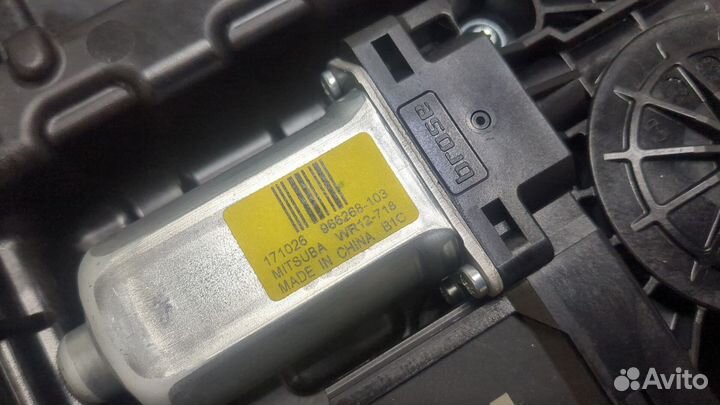 171026 966268-103
MITSUBA WR12-718
MADE IN CHINA B1C
brose
Avito